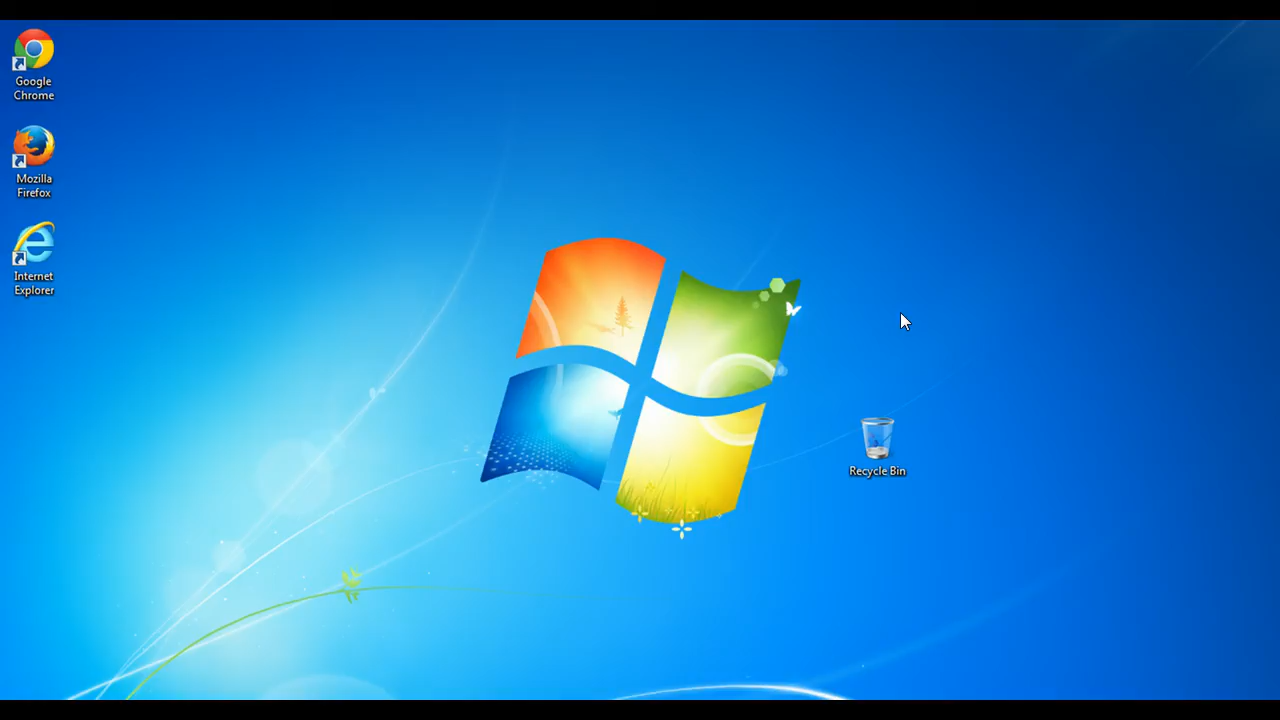 Google
Chrome
Mozilla
Firefox
Internet
Explorer
Recycle Bin